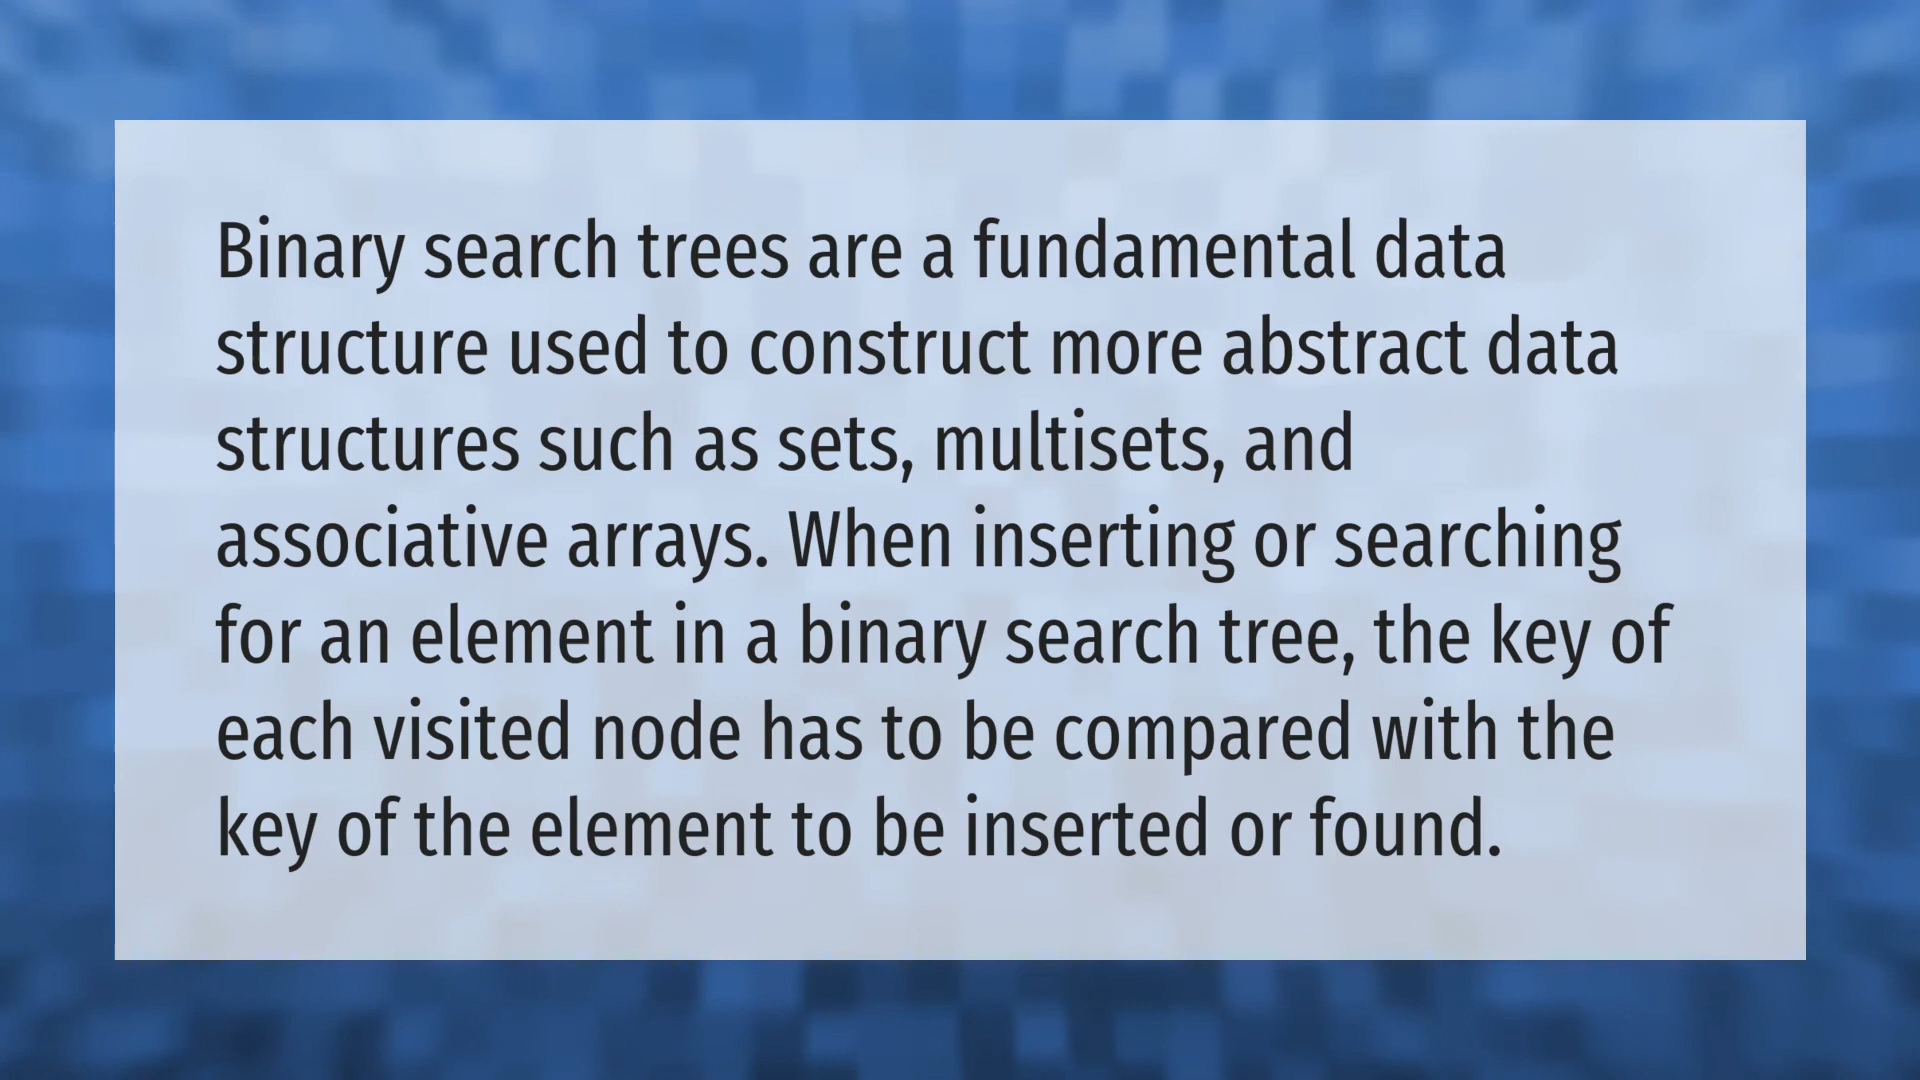 Binary search trees are a fundamental data
structure used to construct more abstract data
structures such as sets, multisets, and
associative arrays. When inserting or searching
for an element in a binary search tree, the key of
each visited node has to be compared with the
key of the element to be inserted or found.